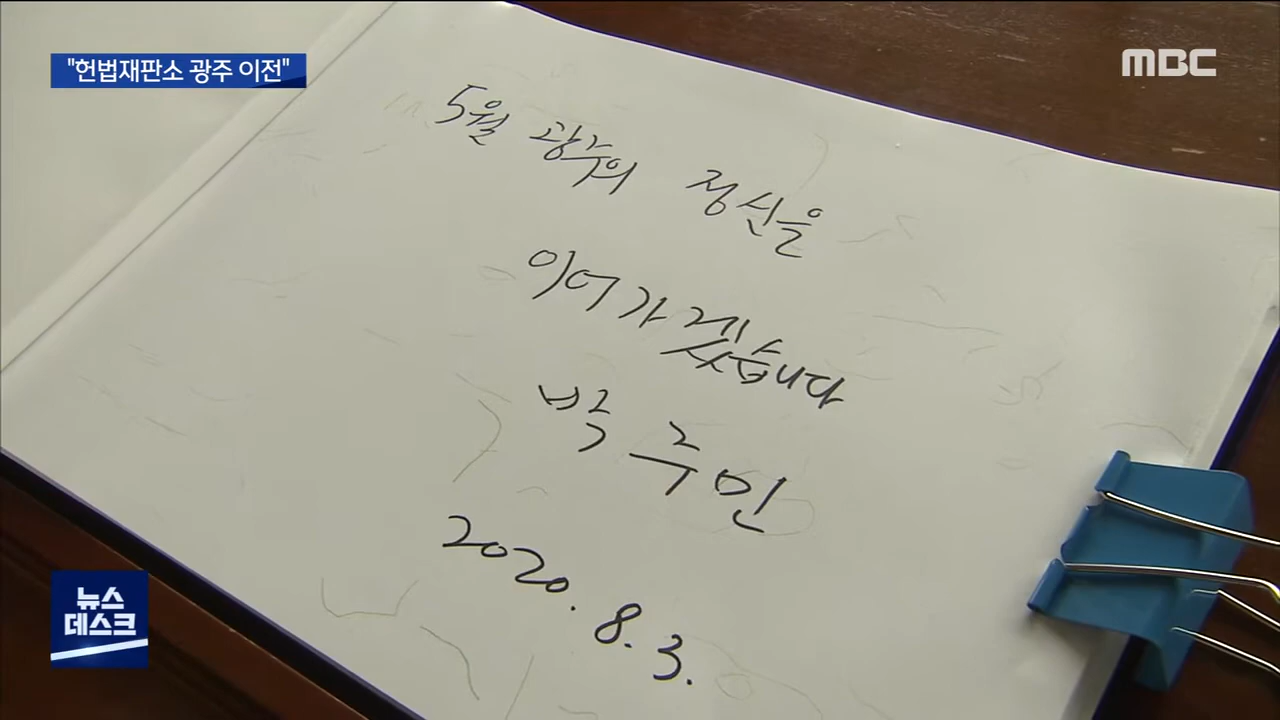 "헌법재판소 광주 이전"
MBC
5월 광주의 정신을
이어가겠습니다
박주민
2020. 8. 3.
뉴스
데스크